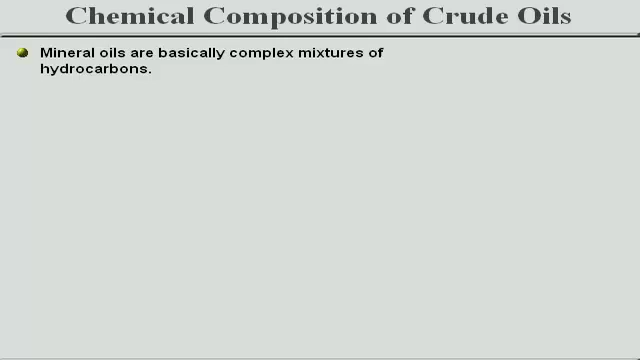 Chemical Composition of Crude Oils
Mineral oils are basically complex mixtures of
hydrocarbons.